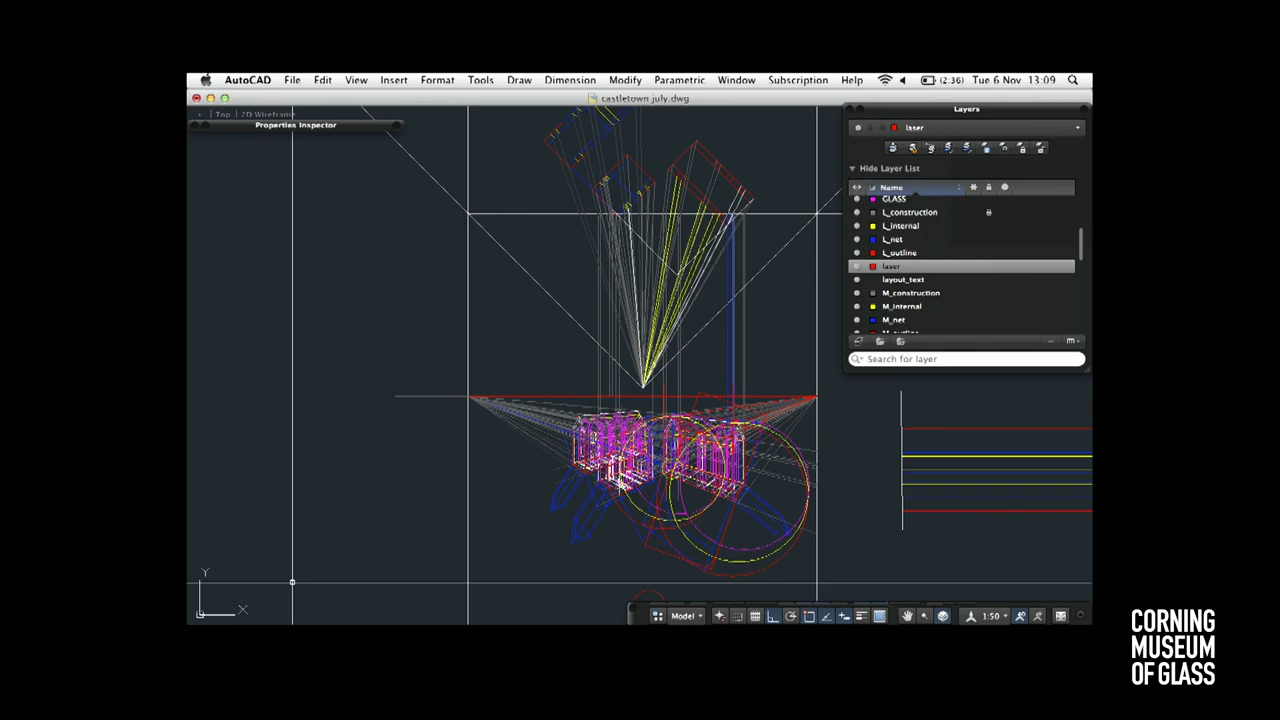 AutoCAD File Edit View Insert Format Tools Draw Dimension Modify Parametric Window Subscription Help (2:36) Tue 6 Nov 13:09
castletown july.dwg
+ Top 2D Wireframe
Properties Inspector
Layers
laser
Hide Layer List
Name
GLASS
L_construction
L_internal
L_net
L_outline
laser
layout_text
M_construction
M_internal
M_net
M_outline
Search for layer
Y
X
Model
1:50
CORNING
MUSEUM
OF GLASS